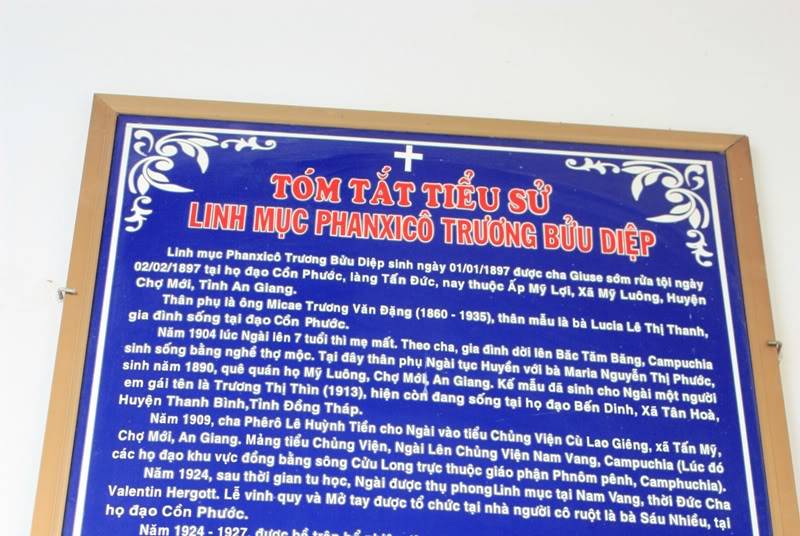 TÓM TẮT TIỂU SỬ
LINH MỤC PHANXICÔ TRƯƠNG BỬU DIỆP
Linh mục Phanxicô Trương Bửu Diệp sinh ngày 01/01/1897 được cha Giuse sớm rửa tội ngày
02/02/1897 tại họ đạo Cồn Phước, làng Tấn Đức, nay thuộc Ấp Mỹ Lợi, Xã Mỹ Luông, Huyện
Chợ Mới, Tỉnh An Giang.
Thân phụ là ông Micae Trương Văn Đặng (1860 - 1935), thân mẫu là bà Lucia Lê Thị Thanh,
gia đình sống tại đạo Cồn Phước.
Năm 1904 lúc Ngài lên 7 tuổi thì mẹ mất. Theo cha, gia đình dời lên Băc Tăm Băng, Campuchia
sinh sống bằng nghề thợ mộc. Tại đây thân phụ Ngài tục Huyền với bà Maria Nguyễn Thị Phước,
sinh năm 1890, quê quán họ Mỹ Luông, Chợ Mới, An Giang. Kế mẫu đã sinh cho Ngài một người
em gái tên là Trương Thị Thìn (1913), hiện còn đang sống tại họ đạo Bến Dinh, Xã Tân Hoà,
Huyện Thanh Bình,Tỉnh Đồng Tháp.
Năm 1909, cha Phêrô Lê Huỳnh Tiền cho Ngài vào tiểu Chủng Viện Cù Lao Giêng, xã Tấn Mỹ,
Chợ Mới, An Giang. Mảng tiểu Chủng Viện, Ngài Lên Chủng Viện Nam Vang, Campuchia (Lúc đó
các họ đạo khu vực đồng bằng sông Cửu Long trực thuộc giáo phận Phnôm pênh, Camphuchia).
Năm 1924, sau thời gian tu học, Ngài được thụ phongLinh mục tại Nam Vang, thời Đức Cha
Valentin Hergott. Lễ vinh quy và Mở tay được tổ chức tại nhà người cô ruột là bà Sáu Nhiều, tại
họ đạo Cồn Phước.
Năm 1924 - 1927, được bề trên bổ